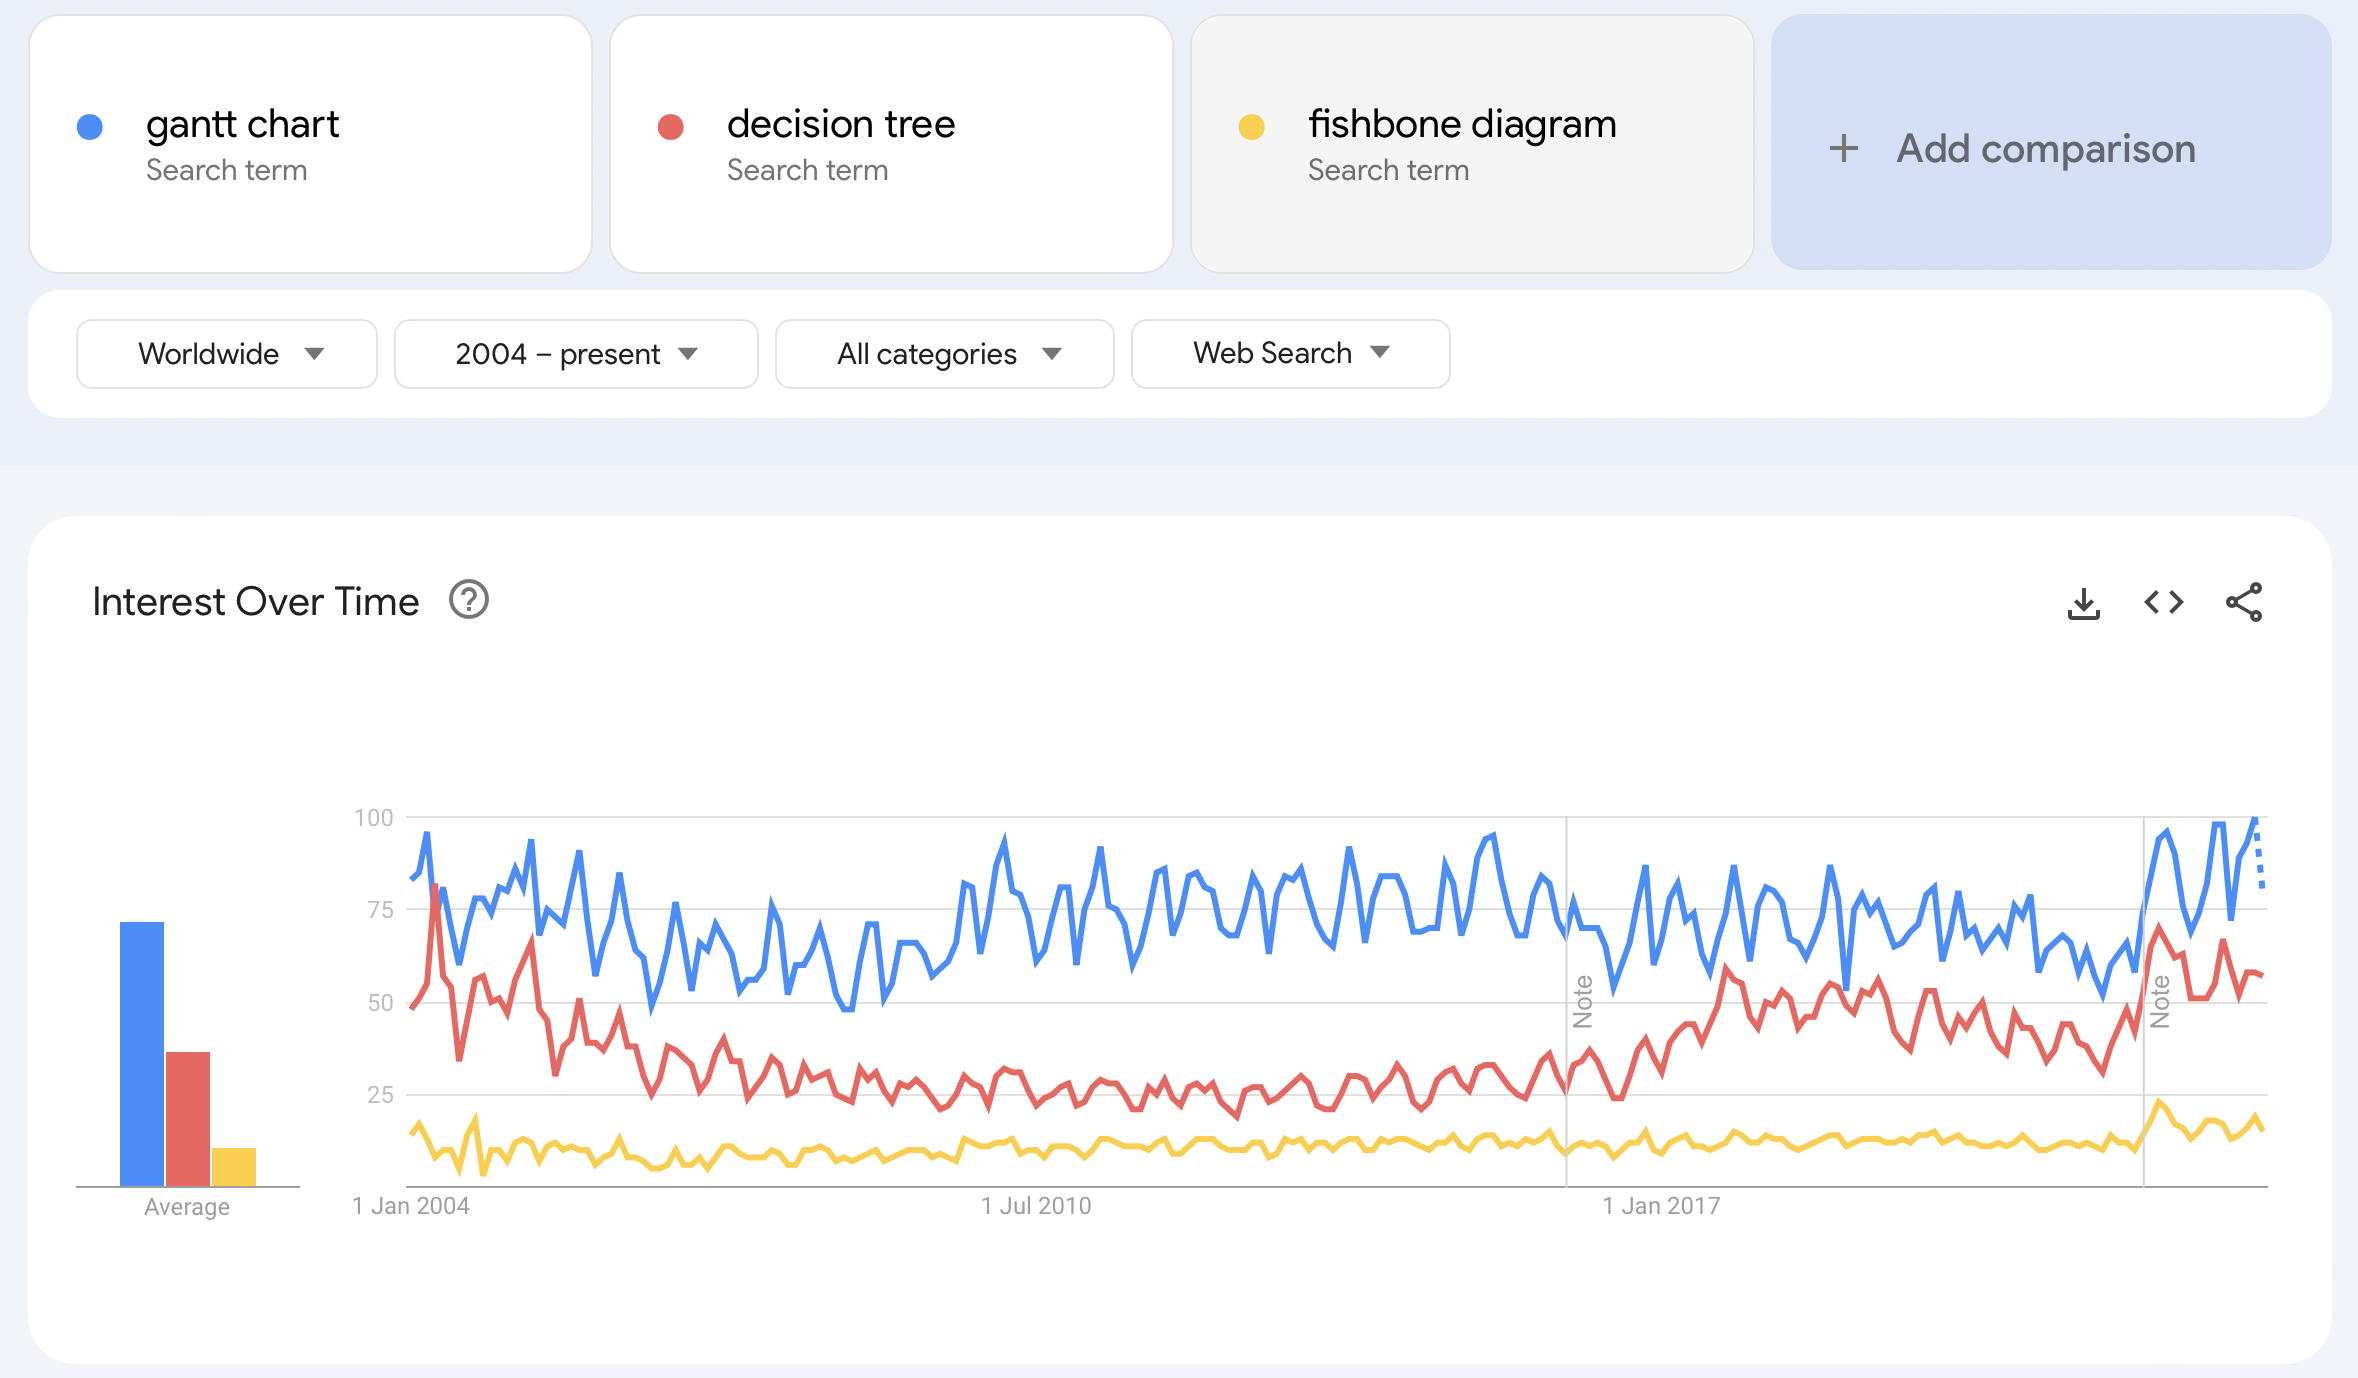 gantt chart
Search term
decision tree
Search term
fishbone diagram
Search term
+ Add comparison
Worldwide
2004 – present
All categories
Web Search
Interest Over Time
?
100
75
50
25
Note
Note
Average
1 Jan 2004
1 Jul 2010
1 Jan 2017